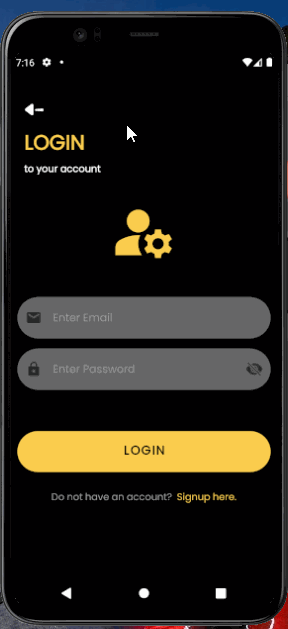 7:16
LOGIN
to your account
Enter Email
Enter Password
LOGIN
Do not have an account? Signup here.